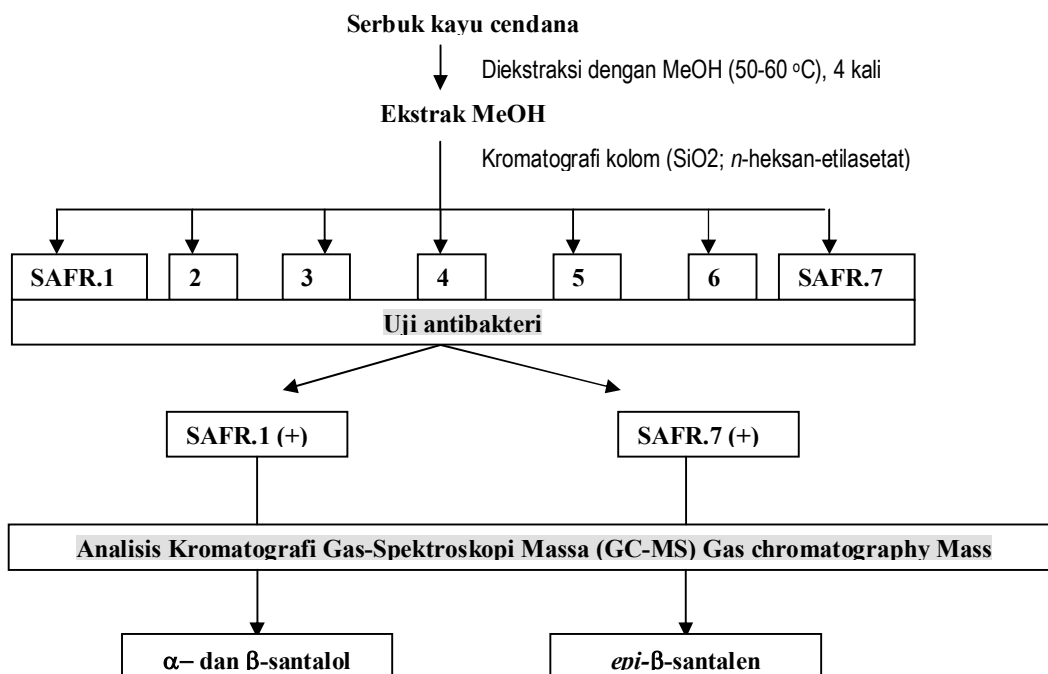 Serbuk kayu cendana
Diekstraksi dengan MeOH (50-60 °C), 4 kali
Ekstrak MeOH
Kromatografi kolom (SiO2; n-heksan-etilasetat)
SAFR.1 2 3 4 5 6 SAFR.7
Uji antibakteri
SAFR.1 (+) SAFR.7 (+)
Analisis Kromatografi Gas-Spektroskopi Massa (GC-MS) Gas chromatography Mass
α– dan β-santalol epi-β-santalen